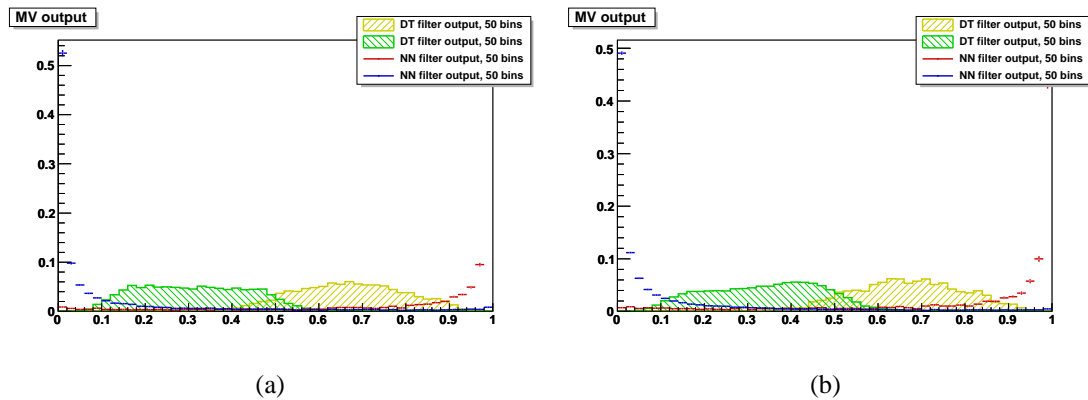 MV output
DT filter output, 50 bins
DT filter output, 50 bins
NN filter output, 50 bins
NN filter output, 50 bins
0.5
0.4
0.3
0.2
0.1
0
0 0.1 0.2 0.3 0.4 0.5 0.6 0.7 0.8 0.9 1
(a)
MV output
DT filter output, 50 bins
DT filter output, 50 bins
NN filter output, 50 bins
NN filter output, 50 bins
0.5
0.4
0.3
0.2
0.1
0
0 0.1 0.2 0.3 0.4 0.5 0.6 0.7 0.8 0.9 1
(b)